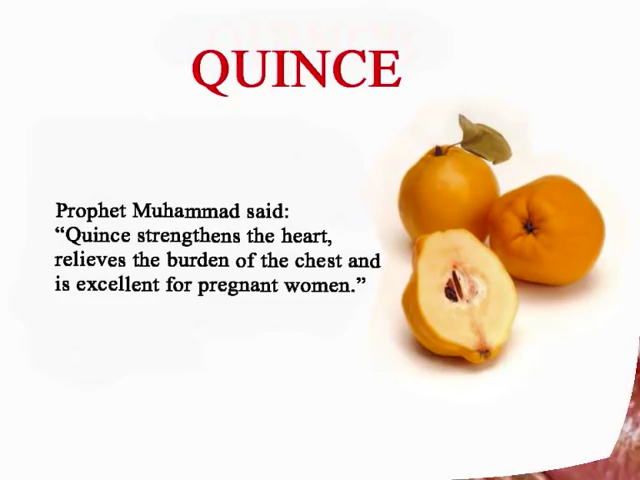 QUINCE
Prophet Muhammad said:
“Quince strengthens the heart,
relieves the burden of the chest and
is excellent for pregnant women.”